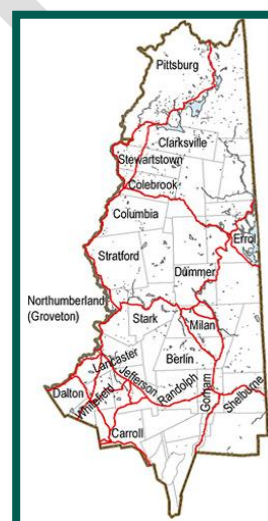 Pittsburg
Clarksville
Stewartstown
Colebrook
Columbia
Errol
Stratford
Dummer
Northumberland
(Groveton)
Stark
Milan
Lancaster
Berlin
Jefferson
Dalton
Whitefield
Randolph
Gorham
Shelburne
Carroll